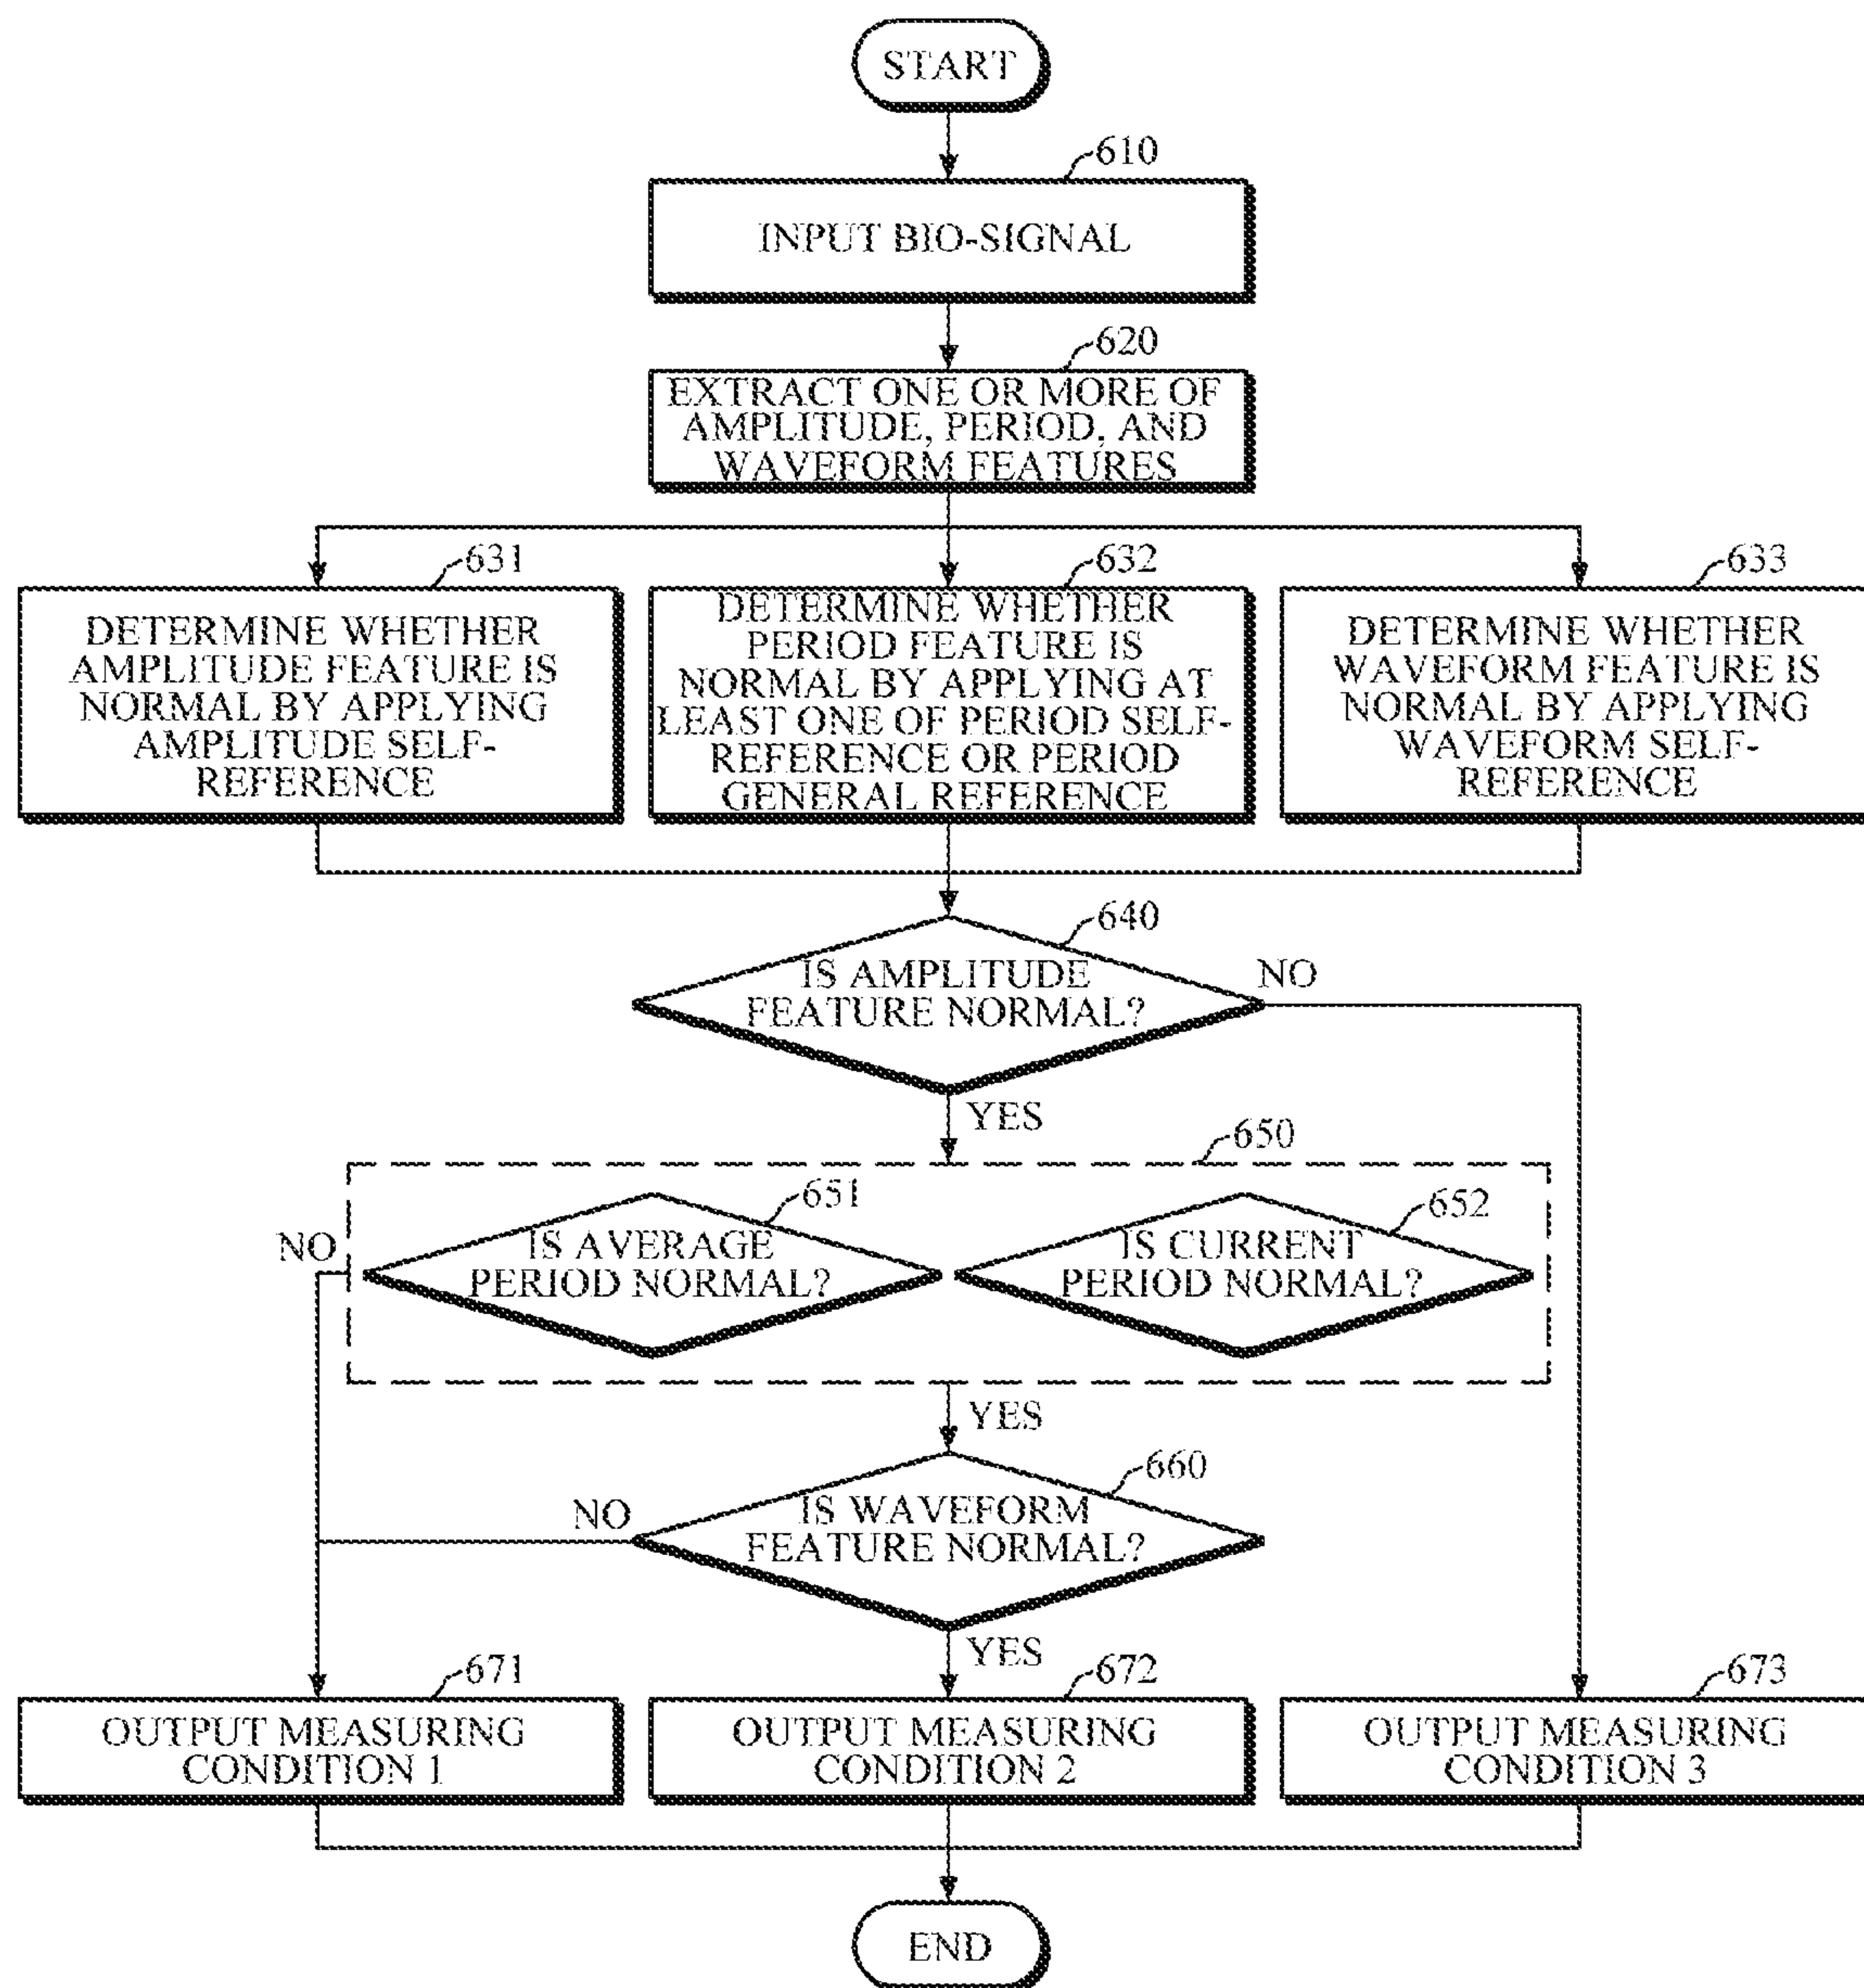 START
610
INPUT BIO-SIGNAL
620
EXTRACT ONE OR MORE OF
AMPLITUDE, PERIOD, AND
WAVEFORM FEATURES
631
DETERMINE WHETHER
AMPLITUDE FEATURE IS
NORMAL BY APPLYING
AMPLITUDE SELF-
REFERENCE
632
DETERMINE WHETHER
PERIOD FEATURE IS
NORMAL BY APPLYING AT
LEAST ONE OF PERIOD SELF-
REFERENCE OR PERIOD
GENERAL REFERENCE
633
DETERMINE WHETHER
WAVEFORM FEATURE IS
NORMAL BY APPLYING
WAVEFORM SELF-
REFERENCE
640
IS AMPLITUDE
FEATURE NORMAL?
NO
YES
650
651
IS AVERAGE
PERIOD NORMAL?
652
IS CURRENT
PERIOD NORMAL?
NO
YES
660
IS WAVEFORM
FEATURE NORMAL?
NO
YES
671
OUTPUT MEASURING
CONDITION 1
672
OUTPUT MEASURING
CONDITION 2
673
OUTPUT MEASURING
CONDITION 3
END